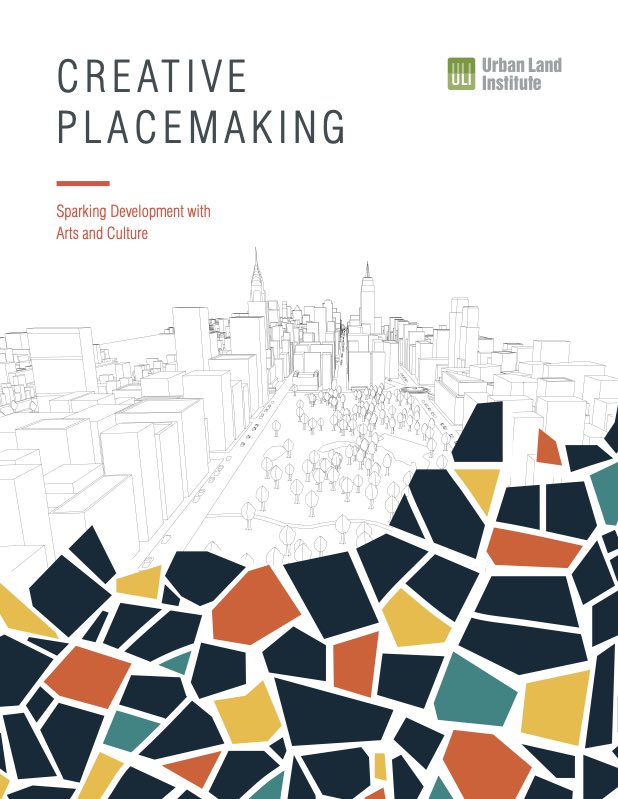 CREATIVE
PLACEMAKING
ULI
Urban Land
Institute
Sparking Development with
Arts and Culture